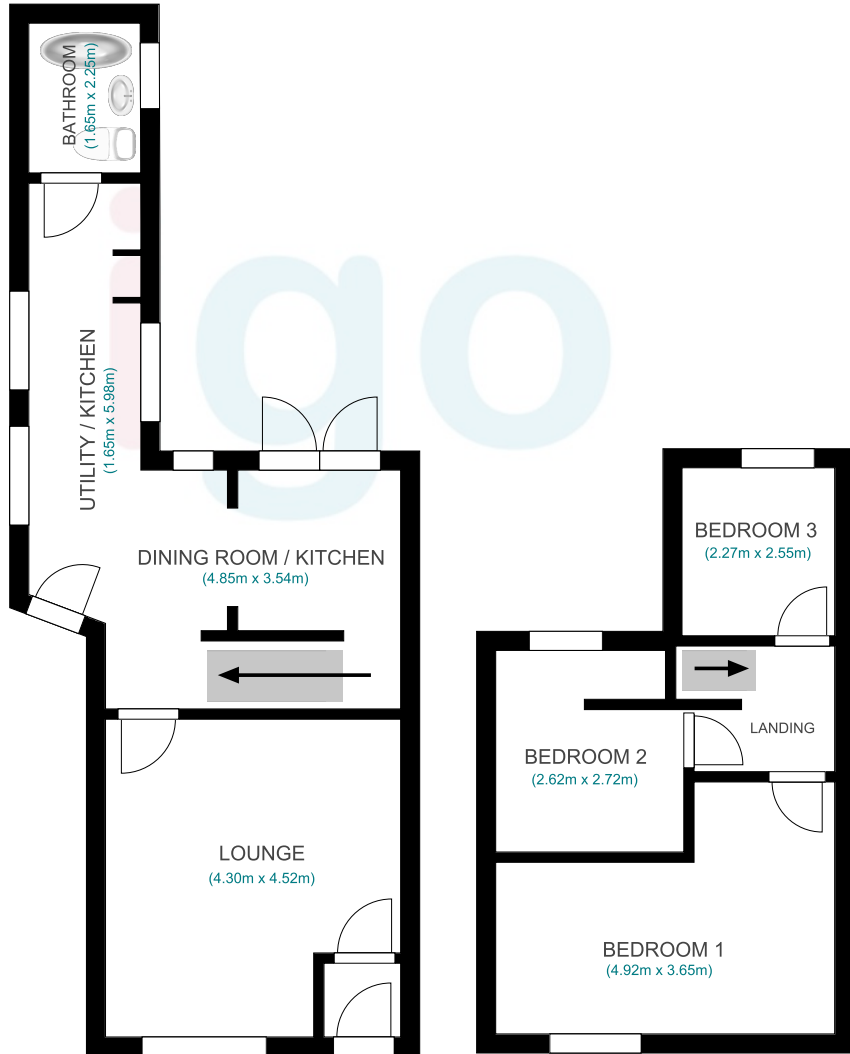 BATHROOM
(1.65m x 2.25m)
igo
UTILITY / KITCHEN
(1.65m x 5.98m)
DINING ROOM / KITCHEN
(4.85m x 3.54m)
LOUNGE
(4.30m x 4.52m)
BEDROOM 3
(2.27m x 2.55m)
LANDING
BEDROOM 2
(2.62m x 2.72m)
BEDROOM 1
(4.92m x 3.65m)